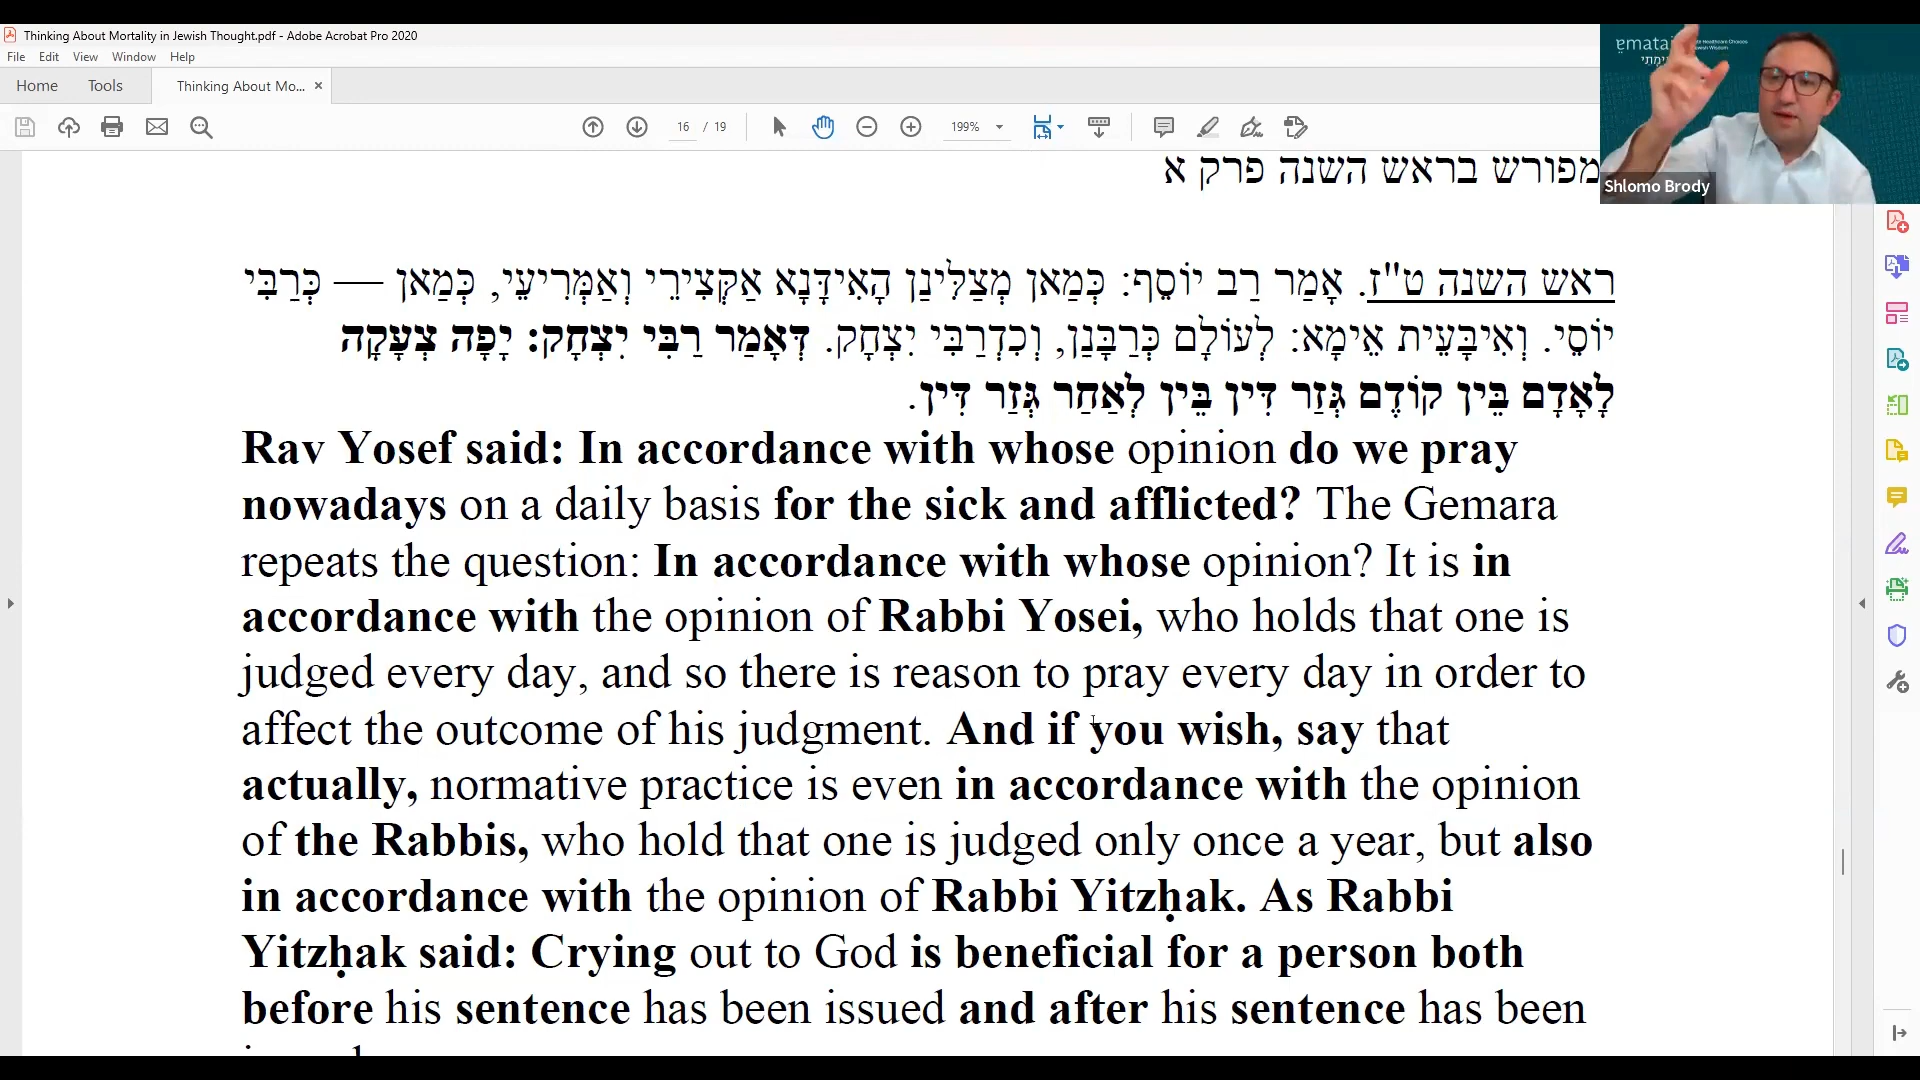 Thinking About Mortality in Jewish Thought.pdf - Adobe Acrobat Pro 2020
File Edit View Window Help
Home Tools Thinking About Mo... ×
16 / 19 199%
ematai
Shlomo Brody
מפורש בראש השנה פרק א
ראש השנה ט"ז. אָמַר רַב יוֹסֵף: כְּמַאן מְצַלִּינַן הָאִידָּנָא אַקְּצִירֵי וְאַמְּרִיעֵי, כְּמַאן — כְּרַבִּי
יוֹסֵי. וְאִיבָּעֵית אֵימָא: לְעוֹלָם כְּרַבָּנַן, וְכִדְרַבִּי יִצְחָק. דְּאָמַר רַבִּי יִצְחָק: יָפָה צְעָקָה
לָאָדָם בֵּין קוֹדֶם גְּזַר דִּין בֵּין לְאַחַר גְּזַר דִּין.
Rav Yosef said: In accordance with whose opinion do we pray
nowadays on a daily basis for the sick and afflicted? The Gemara
repeats the question: In accordance with whose opinion? It is in
accordance with the opinion of Rabbi Yosei, who holds that one is
judged every day, and so there is reason to pray every day in order to
affect the outcome of his judgment. And if you wish, say that
actually, normative practice is even in accordance with the opinion
of the Rabbis, who hold that one is judged only once a year, but also
in accordance with the opinion of Rabbi Yitzḥak. As Rabbi
Yitzḥak said: Crying out to God is beneficial for a person both
before his sentence has been issued and after his sentence has been